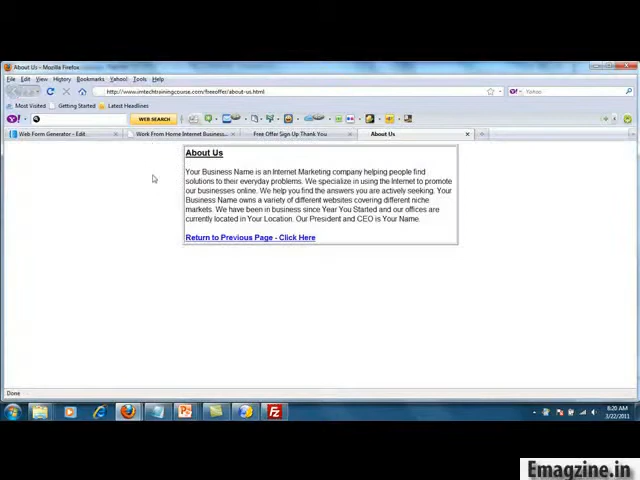 About Us - Mozilla Firefox
File Edit View History Bookmarks Yahoo! Tools Help
http://www.imtechtrainingcourse.com/freeoffer/about-us.html
Yahoo
Most Visited Getting Started Latest Headlines
Y! WEB SEARCH
Web Form Generator - Edit
Work From Home Internet Business...
Free Offer Sign Up Thank You
About Us
About Us
Your Business Name is an Internet Marketing company helping people find
solutions to their everyday problems. We specialize in using the Internet to promote
our businesses online. We help you find the answers you are actively seeking. Your
Business Name owns a variety of different websites covering different niche
markets. We have been in business since Year You Started and our offices are
currently located in Your Location. Our President and CEO is Your Name.
Return to Previous Page - Click Here
Done
8:20 AM
3/22/2011
Emagzine.in